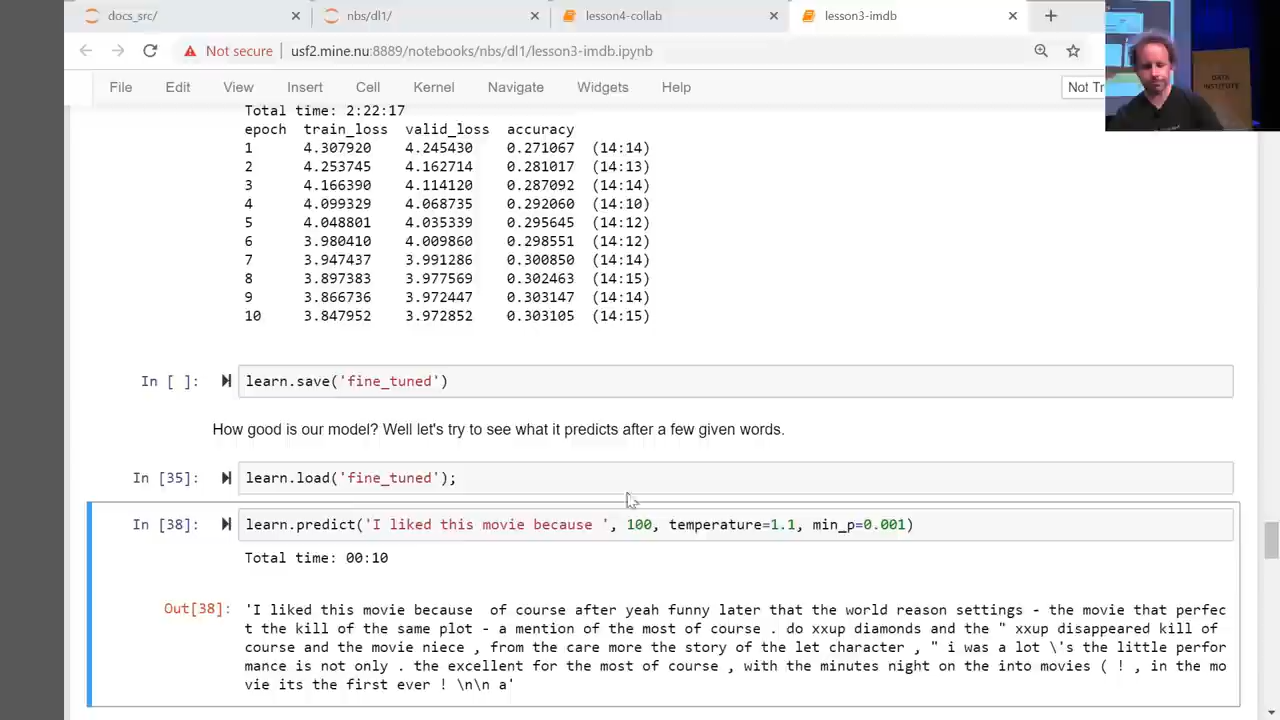 docs_src/
nbs/dl1/
lesson4-collab
lesson3-imdb
Not secure
usf2.mine.nu:8889/notebooks/nbs/dl1/lesson3-imdb.ipynb
File Edit View Insert Cell Kernel Navigate Widgets Help
Not Tr
DATA
INSTITUTE
Total time: 2:22:17
epoch train_loss valid_loss accuracy
1 4.307920 4.245430 0.271067 (14:14)
2 4.253745 4.162714 0.281017 (14:13)
3 4.166390 4.114120 0.287092 (14:14)
4 4.099329 4.068735 0.292060 (14:10)
5 4.048801 4.035339 0.295645 (14:12)
6 3.980410 4.009860 0.298551 (14:12)
7 3.947437 3.991286 0.300850 (14:14)
8 3.897383 3.977569 0.302463 (14:15)
9 3.866736 3.972447 0.303147 (14:14)
10 3.847952 3.972852 0.303105 (14:15)
In [ ]: learn.save('fine_tuned')
How good is our model? Well let's try to see what it predicts after a few given words.
In [35]: learn.load('fine_tuned');
In [38]: learn.predict('I liked this movie because ', 100, temperature=1.1, min_p=0.001)
Total time: 00:10
Out[38]: 'I liked this movie because  of course after yeah funny later that the world reason settings - the movie that perfec
t the kill of the same plot - a mention of the most of course . do xxup diamonds and the " xxup disappeared kill of
course and the movie niece , from the care more the story of the let character , " i was a lot \'s the little perfor
mance is not only . the excellent for the most of course , with the minutes night on the into movies ( ! , in the mo
vie its the first ever ! \n\n a'